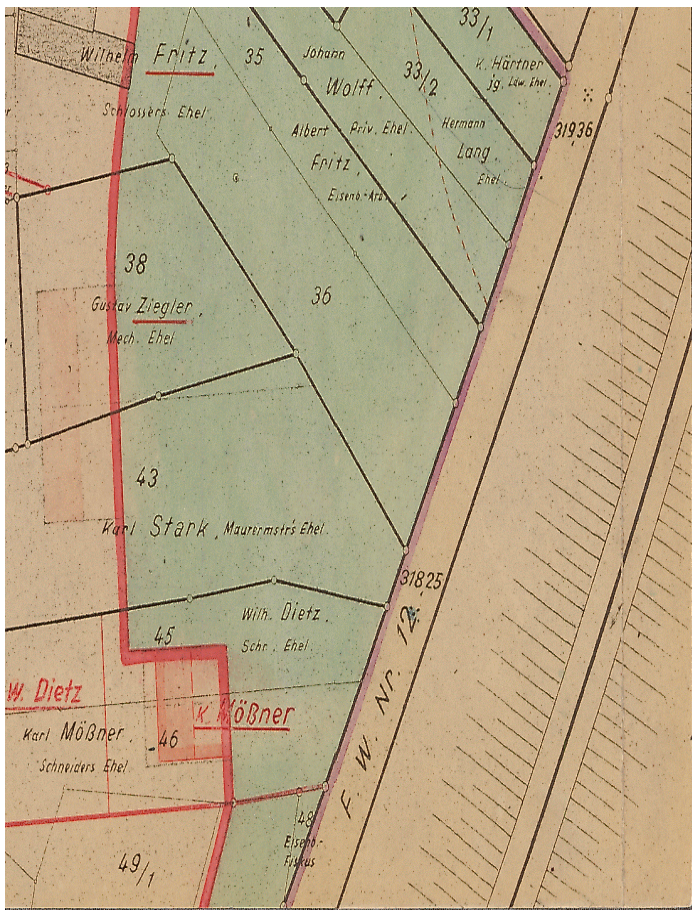 33/1
K. Härtner
jg. Ldw. Ehel.
Wilhelm Fritz,
Schlossers Ehel
35
Johann
Wolff.
Priv. Ehel.
33/2
Hermann
Lang
Ehel
31936
Albert
Fritz,
Eisenb.-Arb.
38
Gustav Ziegler,
Mech. Ehel
36
43
Karl Stark, Maurermstr's Ehel.
31825
F. W. Nr. 12.
45
Wilh. Dietz,
Schr. Ehel.
W. Dietz
K. Mößner
Karl Mößner.
Schneiders Ehel.
46
48
Eisenb.-
Fiskus
49/1